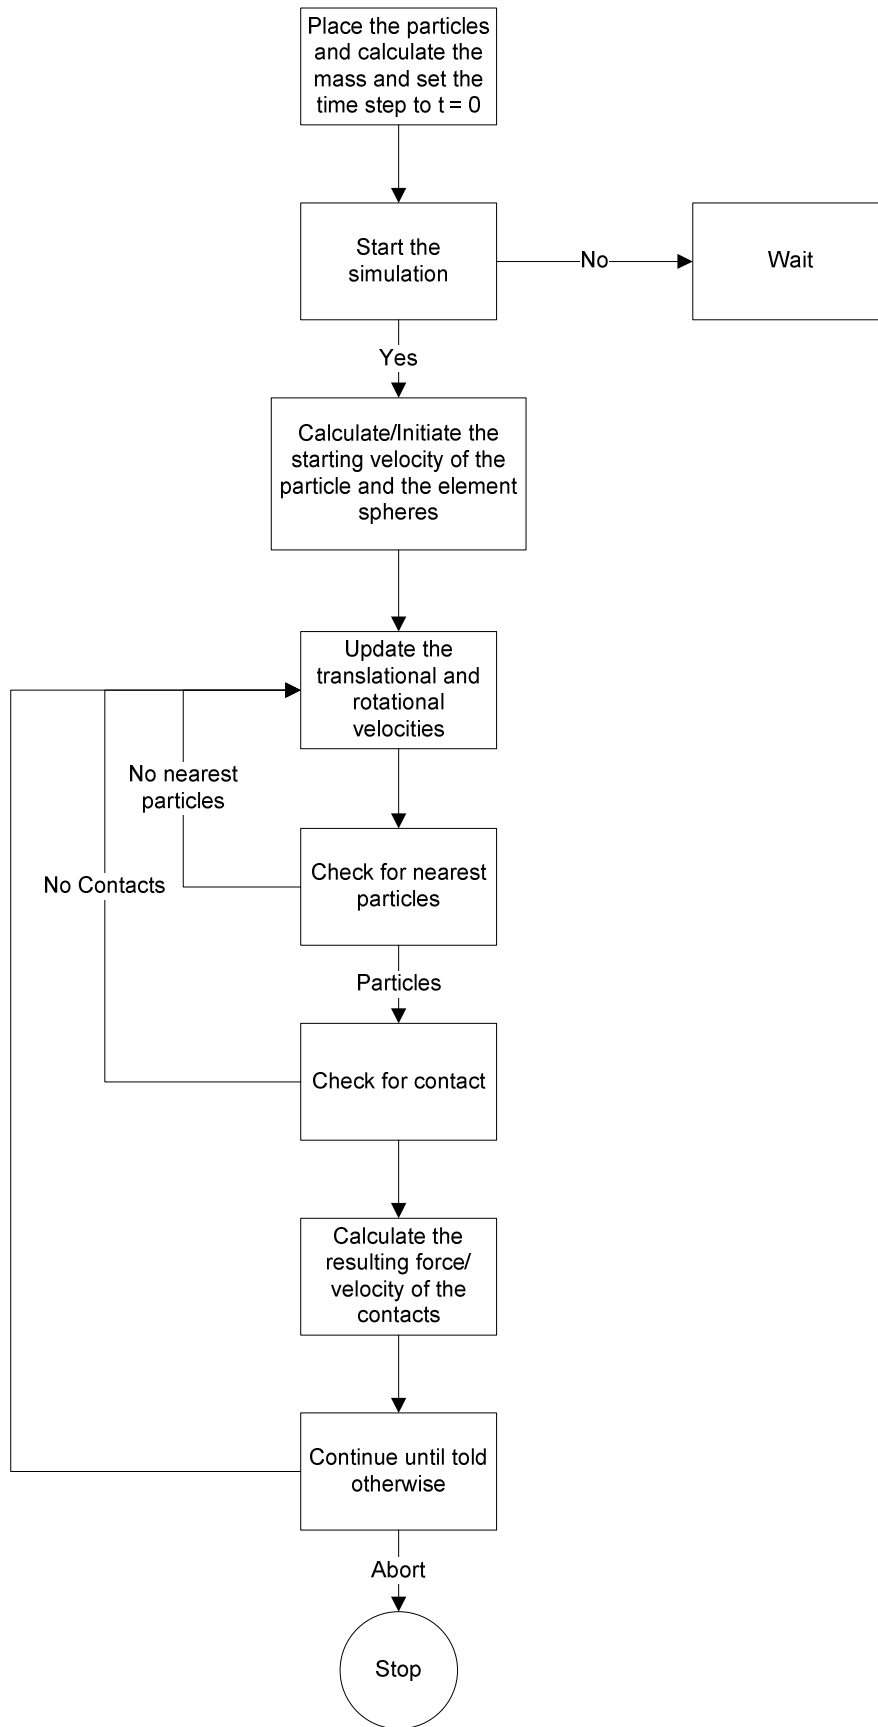 Place the particles
and calculate the
mass and set the
time step to t = 0
Start the
simulation
No
Wait
Yes
Calculate/Initiate the
starting velocity of the
particle and the element
spheres
Update the
translational and
rotational
velocities
No nearest
particles
Check for nearest
particles
No Contacts
Particles
Check for contact
Calculate the
resulting force/
velocity of the
contacts
Continue until told
otherwise
Abort
Stop